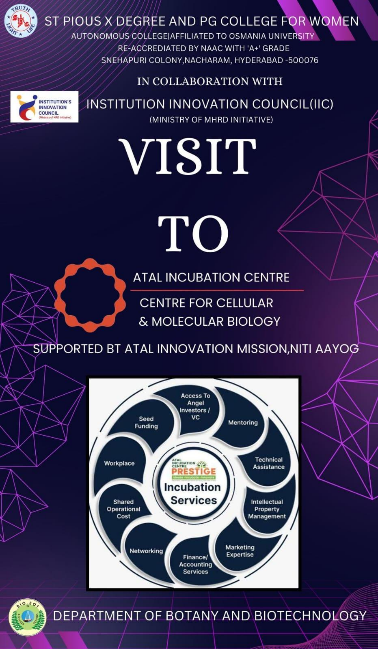 ST PIOUS X DEGREE AND PG COLLEGE FOR WOMEN
AUTONOMOUS COLLEGE|AFFILIATED TO OSMANIA UNIVERSITY
RE-ACCREDIATED BY NAAC WITH 'A+' GRADE
SNEHAPURI COLONY,NACHARAM, HYDERABAD -500076
IN COLLABORATION WITH
INSTITUTION'S
INNOVATION
COUNCIL
INSTITUTION INNOVATION COUNCIL(IIC)
(MINISTRY OF MHRD INITIATIVE)
VISIT
TO
ATAL INCUBATION CENTRE
CENTRE FOR CELLULAR
& MOLECULAR BIOLOGY
SUPPORTED BT ATAL INNOVATION MISSION,NITI AAYOG
Access To
Angel
Investors /
VC
Mentoring
Technical
Assistance
Intellectual
Property
Management
Marketing
Expertise
Finance/
Accounting
Services
Networking
Shared
Operational
Cost
Workplace
Seed
Funding
ATAL
INCUBATION
CENTRE
PRESTIGE
Incubation
Services
DEPARTMENT OF BOTANY AND BIOTECHNOLOGY